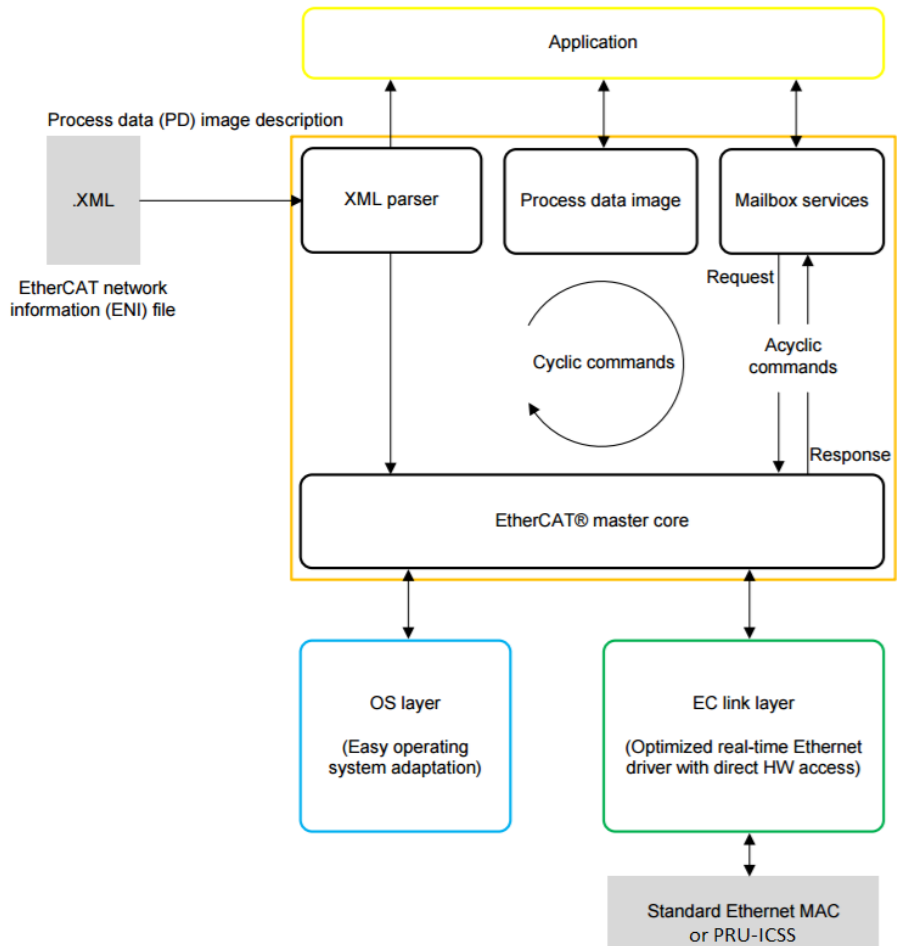 Application
Process data (PD) image description
.XML
XML parser
Process data image
Mailbox services
EtherCAT network
information (ENI) file
Request
Cyclic commands
Acyclic
commands
Response
EtherCAT® master core
OS layer
(Easy operating
system adaptation)
EC link layer
(Optimized real-time Ethernet
driver with direct HW access)
Standard Ethernet MAC
or PRU-ICSS